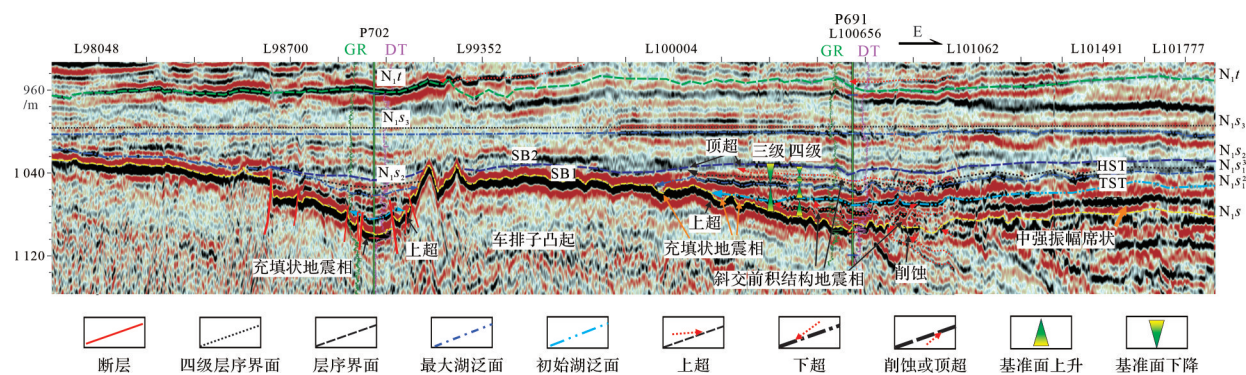 P702
P691
L98048 L98700 L99352 L100004 L100656 E L101062 L101491 L101777
GR DT GR DT
N₁t N₁t
960
/m
N₁s₃ N₁s₃
顶超 三级 四级
SB2 N₁s₂
HST N₁s₁³
1 040 N₁s₂ SB1
TST N₁s₁²
上超 上超 N₁s
车排子凸起 中强振幅席状
1 120 充填状地震相 充填状地震相 斜交前积结构地震相 削蚀
断层 四级层序界面 层序界面 最大湖泛面 初始湖泛面 上超 下超 削蚀或顶超 基准面上升 基准面下降